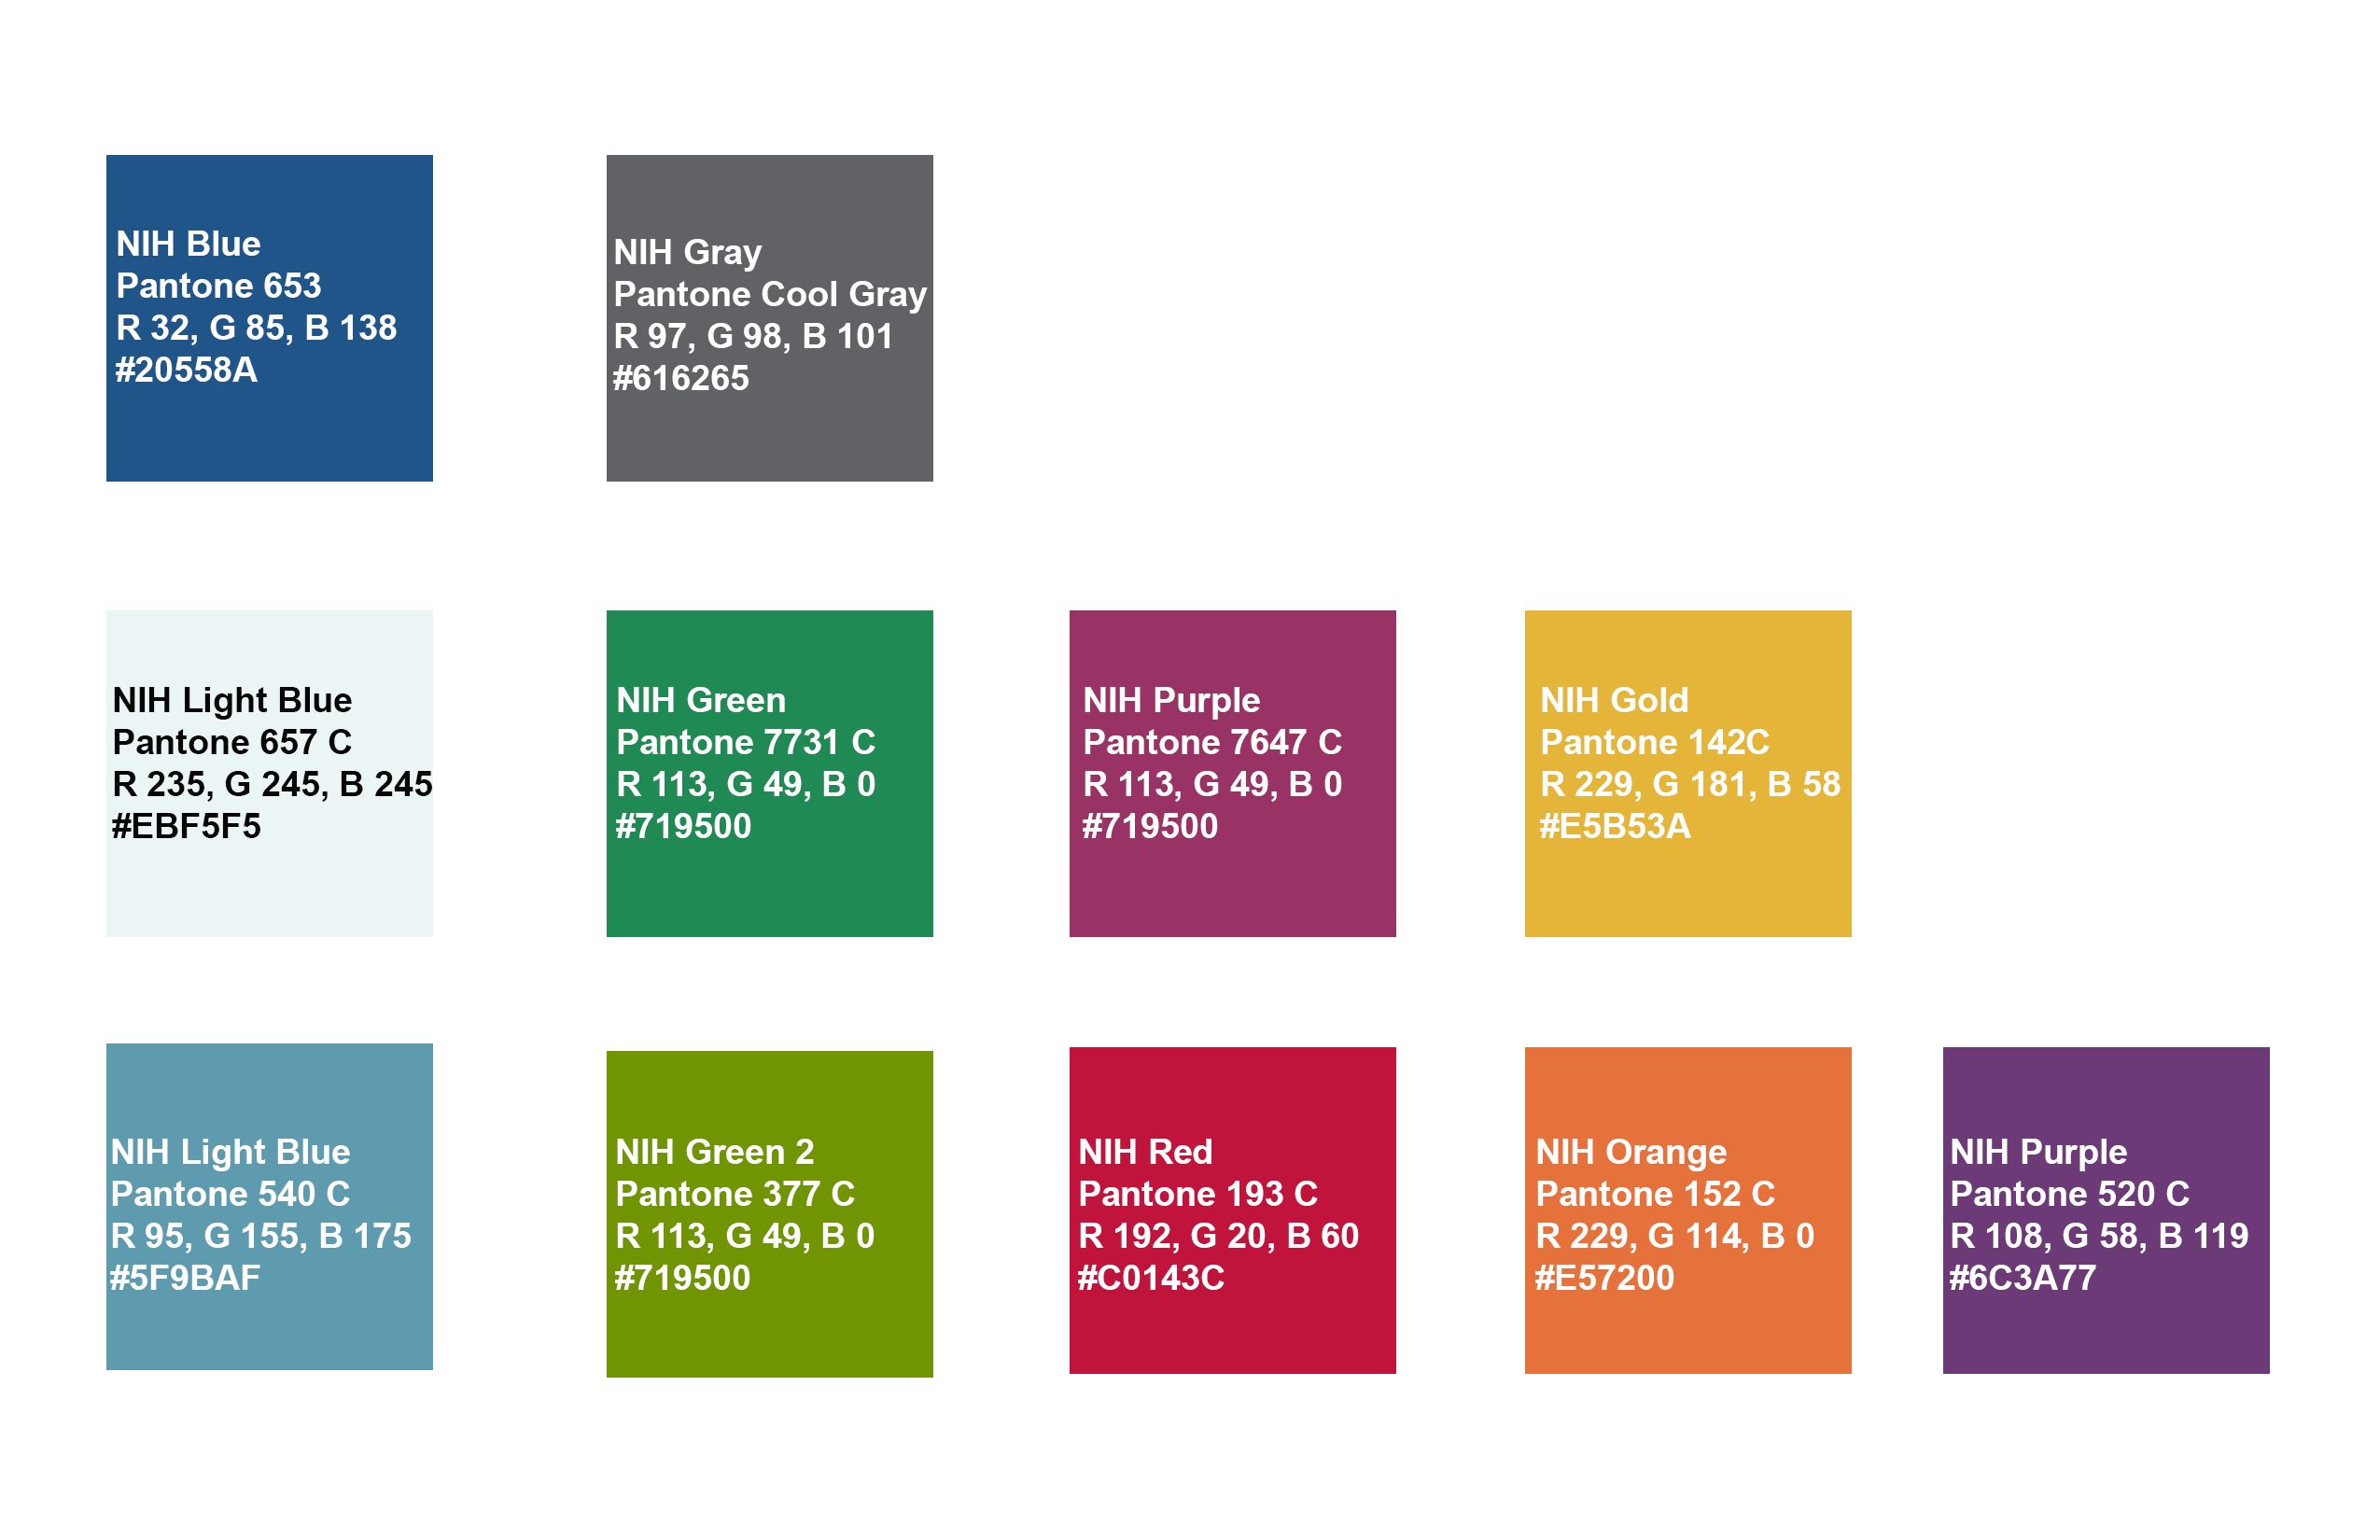 NIH Blue
Pantone 653
R 32, G 85, B 138
#20558A
NIH Gray
Pantone Cool Gray
R 97, G 98, B 101
#616265
NIH Light Blue
Pantone 657 C
R 235, G 245, B 245
#EBF5F5
NIH Green
Pantone 7731 C
R 113, G 49, B 0
#719500
NIH Purple
Pantone 7647 C
R 113, G 49, B 0
#719500
NIH Gold
Pantone 142C
R 229, G 181, B 58
#E5B53A
NIH Light Blue
Pantone 540 C
R 95, G 155, B 175
#5F9BAF
NIH Green 2
Pantone 377 C
R 113, G 49, B 0
#719500
NIH Red
Pantone 193 C
R 192, G 20, B 60
#C0143C
NIH Orange
Pantone 152 C
R 229, G 114, B 0
#E57200
NIH Purple
Pantone 520 C
R 108, G 58, B 119
#6C3A77